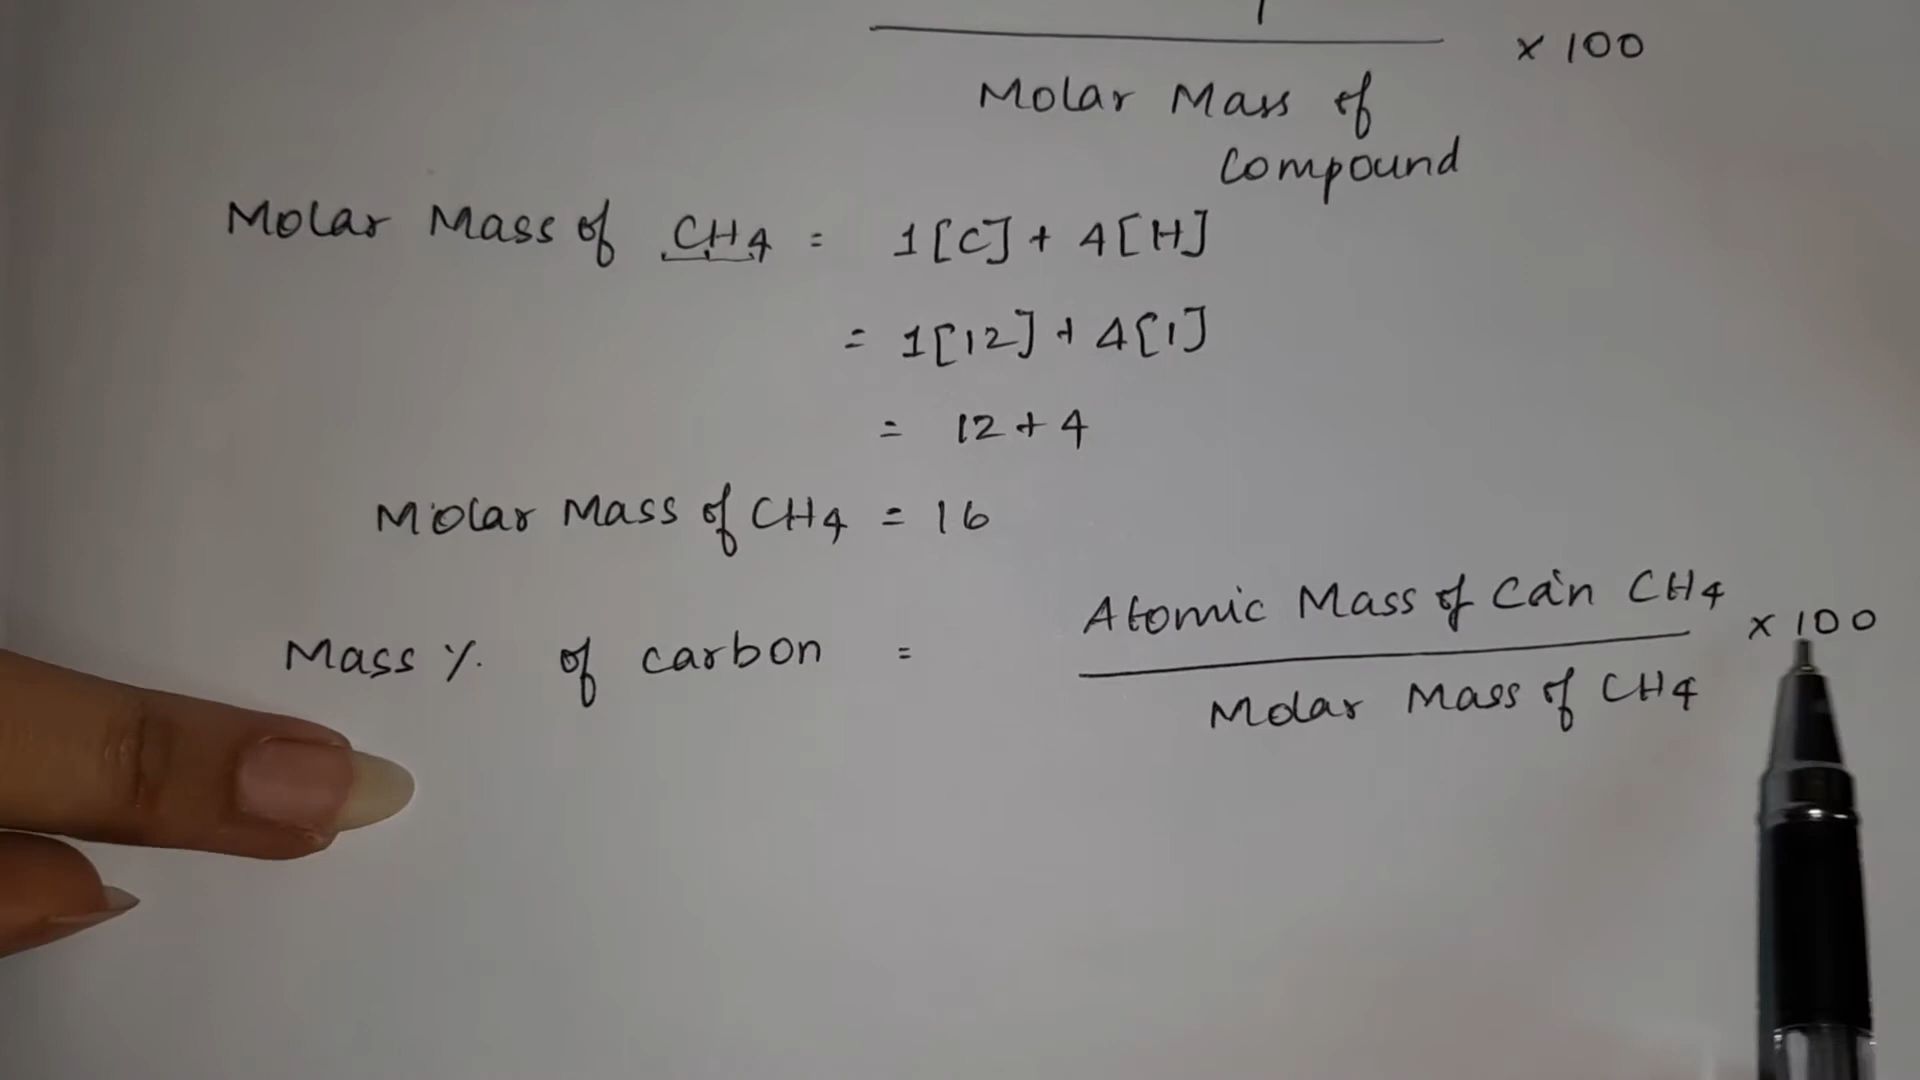 x 100
Molar Mass of
Compound
Molar Mass of CH4 = 1[C] + 4[H]
= 1[12] + 4[1]
= 12 + 4
Molar Mass of CH4 = 16
Atomic Mass of C in CH4
Mass % of carbon = x 100
Molar Mass of CH4